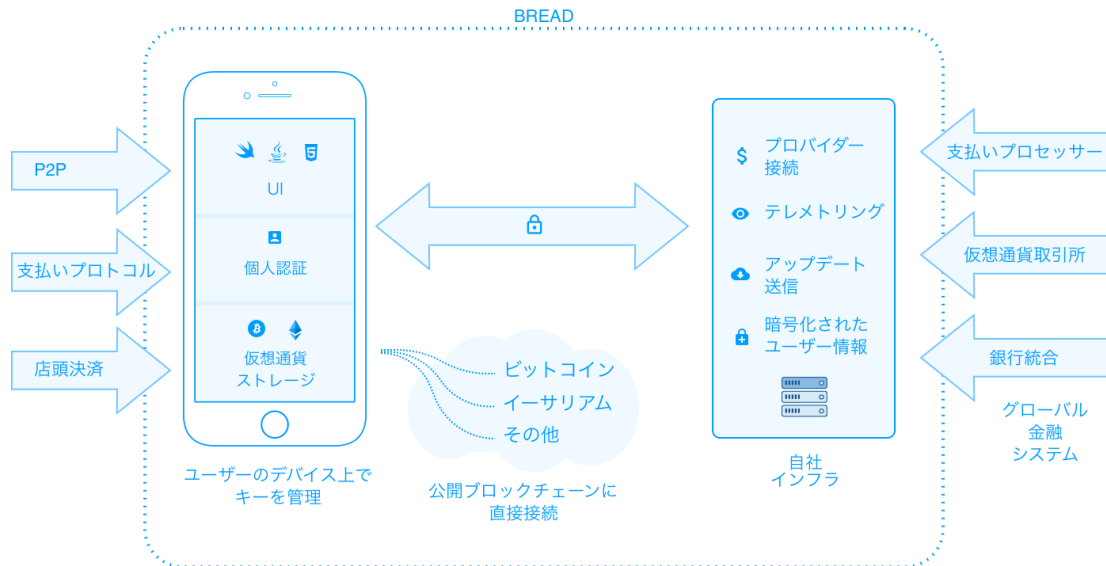 BREAD
P2P
支払いプロトコル
店頭決済
UI
個人認証
仮想通貨
ストレージ
ユーザーのデバイス上で
キーを管理
ビットコイン
イーサリアム
その他
公開ブロックチェーンに
直接接続
$
プロバイダー
接続
テレメトリング
アップデート
送信
暗号化された
ユーザー情報
自社
インフラ
支払いプロセッサー
仮想通貨取引所
銀行統合
グローバル
金融
システム